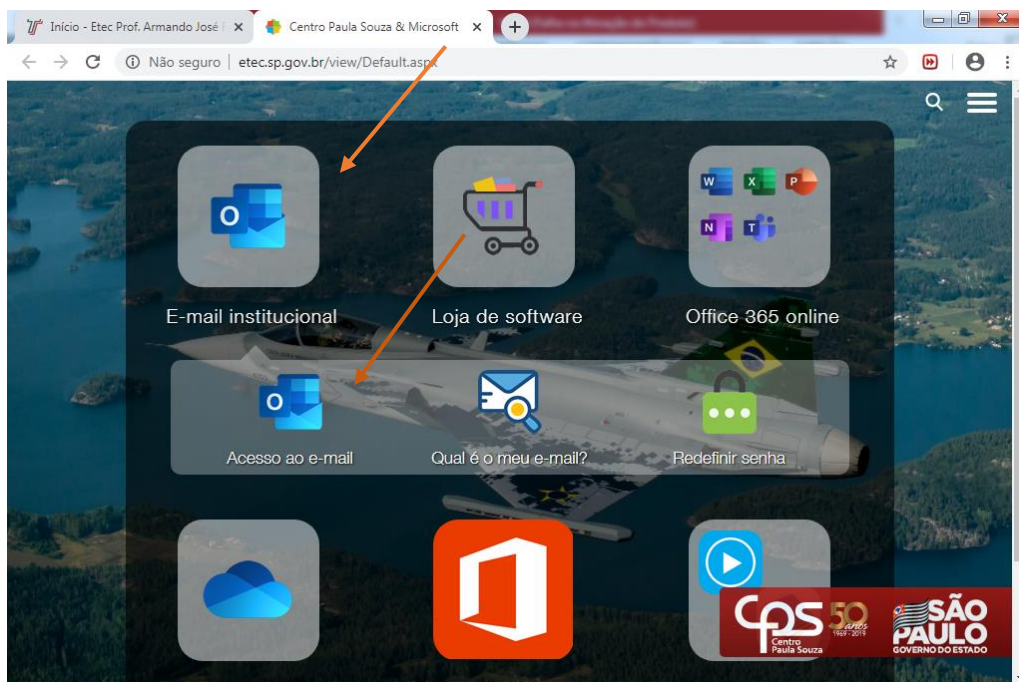 Início - Etec Prof. Armando José
Centro Paula Souza & Microsoft
Não seguro
etec.sp.gov.br/view/Default.aspx
O
W
X
P
N
T
E-mail institucional
Loja de software
Office 365 online
O
Acesso ao e-mail
Qual é o meu e-mail?
Redefinir senha
CPS
Centro
Paula Souza
50
anos
1969 - 2019
SÃO
PAULO
GOVERNO DO ESTADO